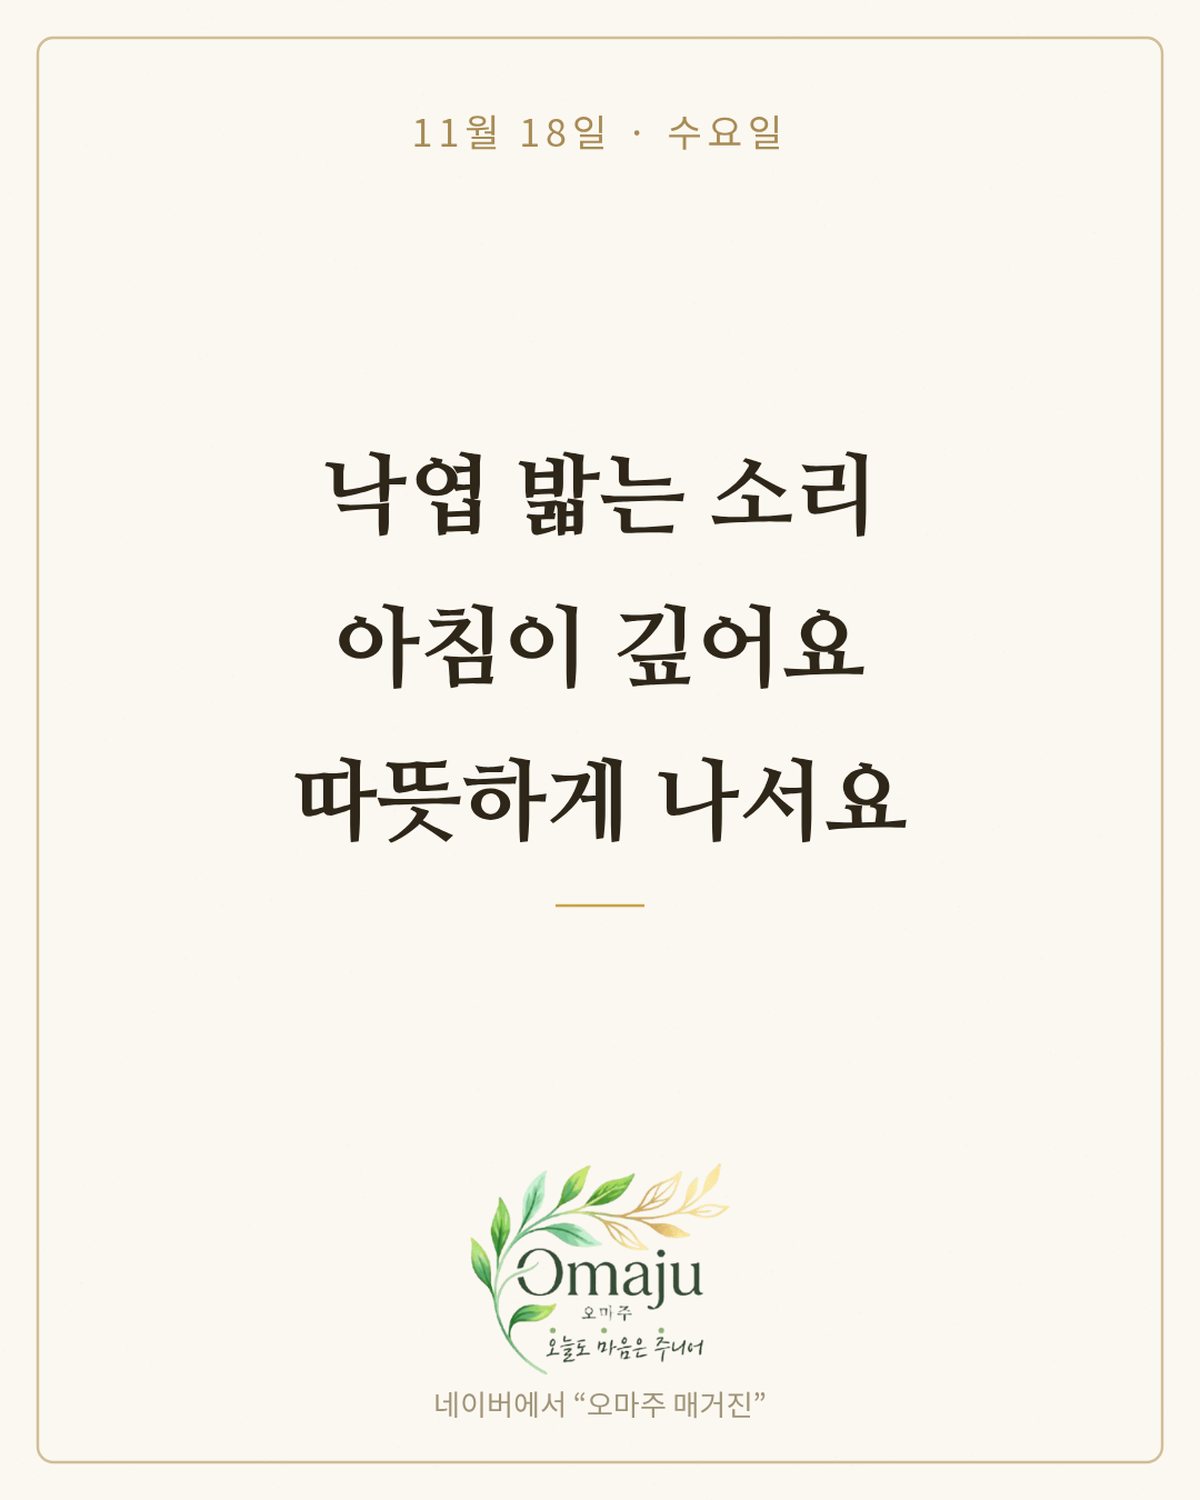 11월 18일 · 수요일
낙엽 밟는 소리
아침이 깊어요
따뜻하게 나서요
Omaju
오마주
오늘도 마음은 주니어
네이버에서 “오마주 매거진”